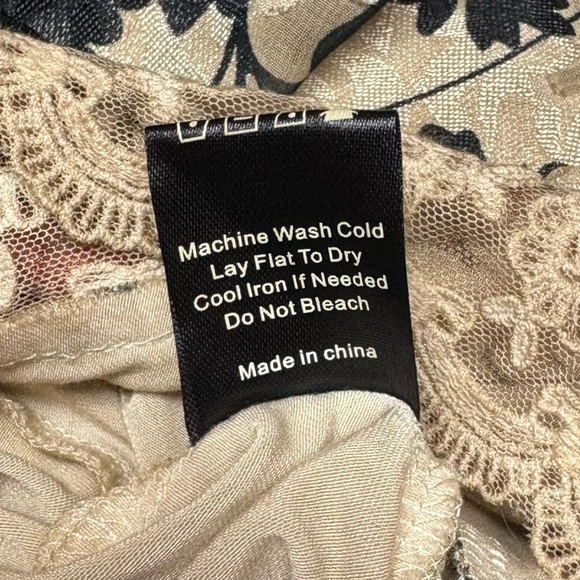 Machine Wash Cold
Lay Flat To Dry
Cool Iron If Needed
Do Not Bleach
Made in china